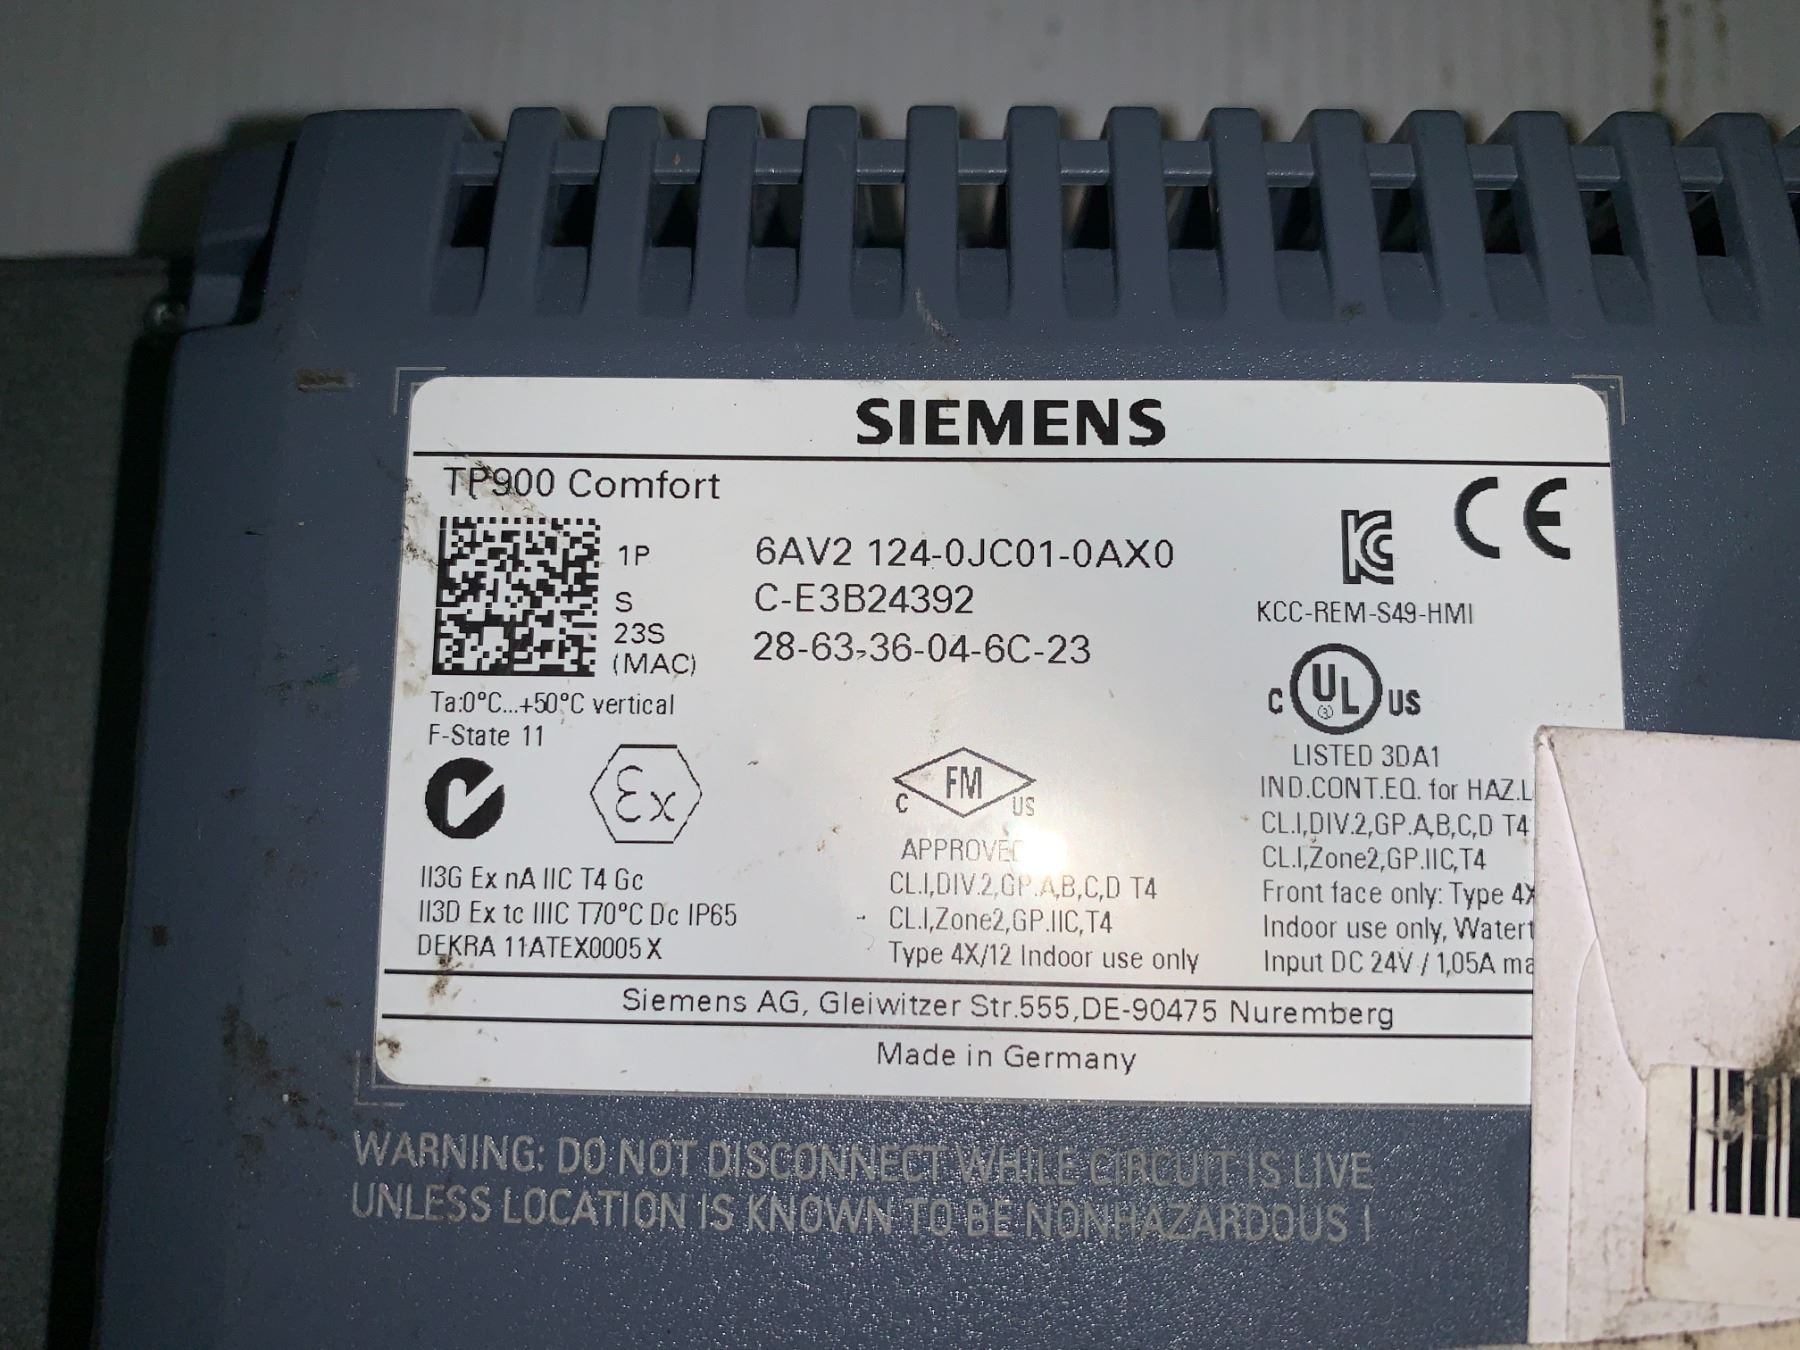 SIEMENS
TP900 Comfort
1P 6AV2 124-0JC01-0AX0
S C-E3B24392
23S
(MAC) 28-63-36-04-6C-23
Ta:0°C...+50°C vertical
F-State 11
CE
KCC-REM-S49-HMI
C UL US
LISTED 3DA1
IND.CONT.EQ. for HAZ.L
CL.I,DIV.2,GP.A,B,C,D T4
CL.I,Zone2,GP.IIC,T4
Front face only: Type 4X
Indoor use only, Watert
Input DC 24V / 1,05A ma
Ex
II3G Ex nA IIC T4 Gc
II3D Ex tc IIIC T70°C Dc IP65
DEKRA 11ATEX0005 X
C FM US
APPROVED
CL.I,DIV.2,GP.A,B,C,D T4
CL.I,Zone2,GP.IIC,T4
Type 4X/12 Indoor use only
Siemens AG, Gleiwitzer Str.555,DE-90475 Nuremberg
Made in Germany
WARNING: DO NOT DISCONNECT WHILE CIRCUIT IS LIVE
UNLESS LOCATION IS KNOWN TO BE NONHAZARDOUS !